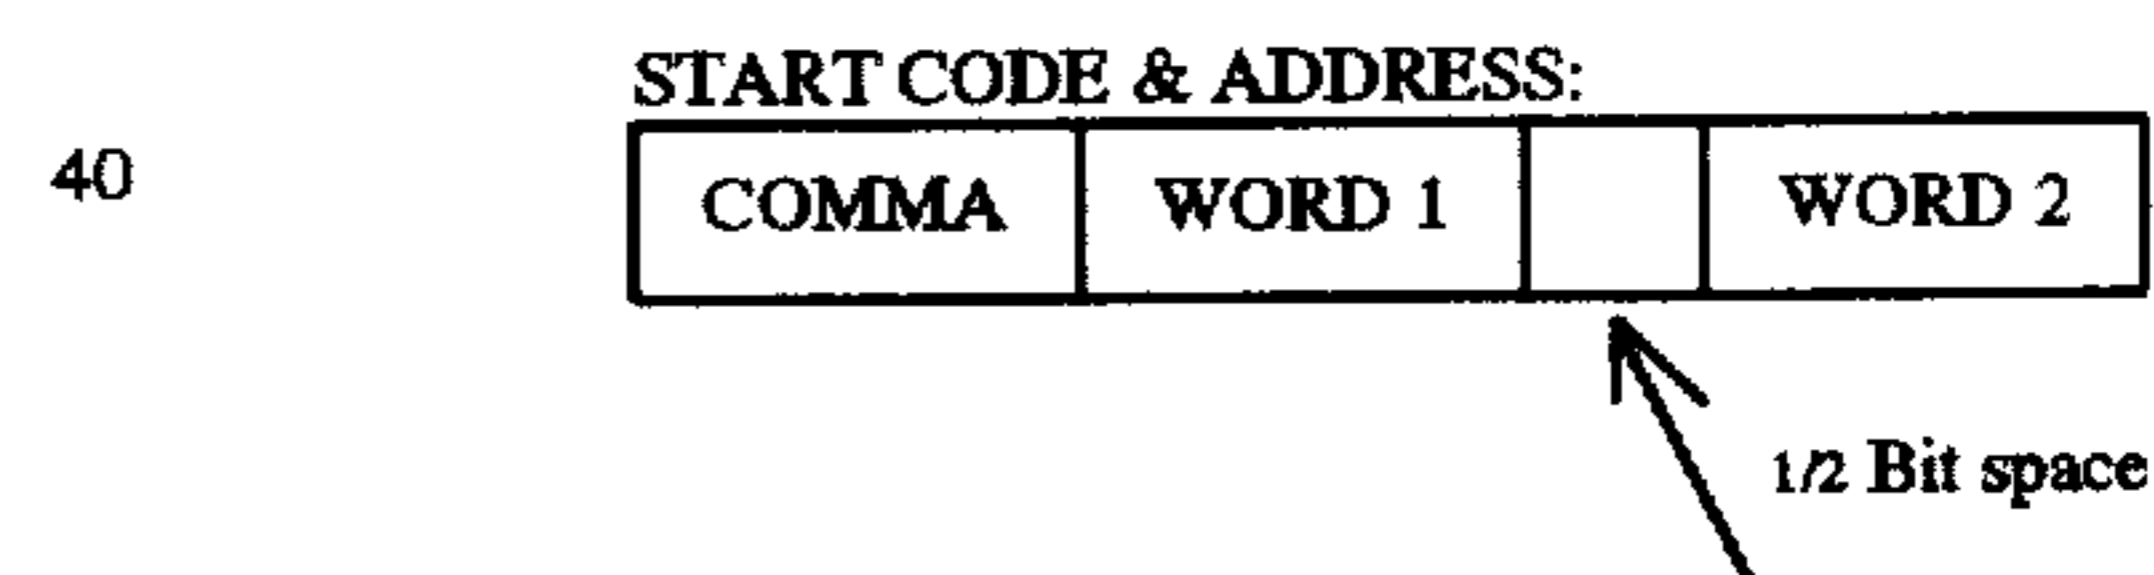 START CODE & ADDRESS:
40
COMMA WORD 1 WORD 2
1/2 Bit space